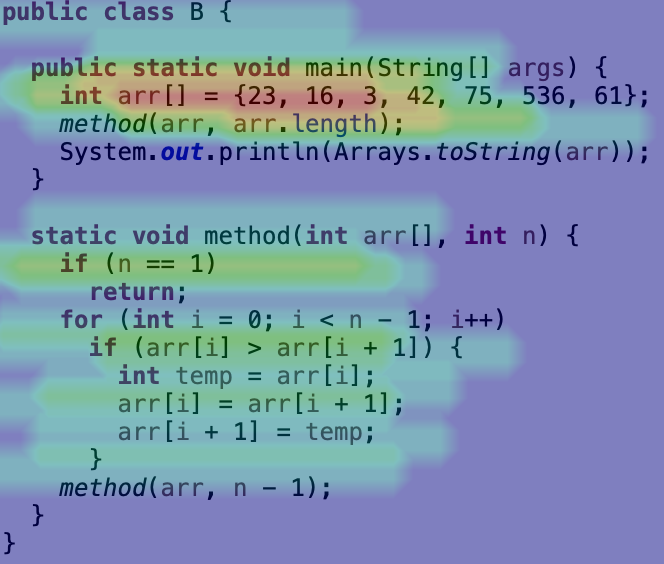 public class B {
public static void main(String[] args) {
int arr[] = {23, 16, 3, 42, 75, 536, 61};
method(arr, arr.length);
System.out.println(Arrays.toString(arr));
}
static void method(int arr[], int n) {
if (n == 1)
return;
for (int i = 0; i < n - 1; i++)
if (arr[i] > arr[i + 1]) {
int temp = arr[i];
arr[i] = arr[i + 1];
arr[i + 1] = temp;
}
method(arr, n - 1);
}
}